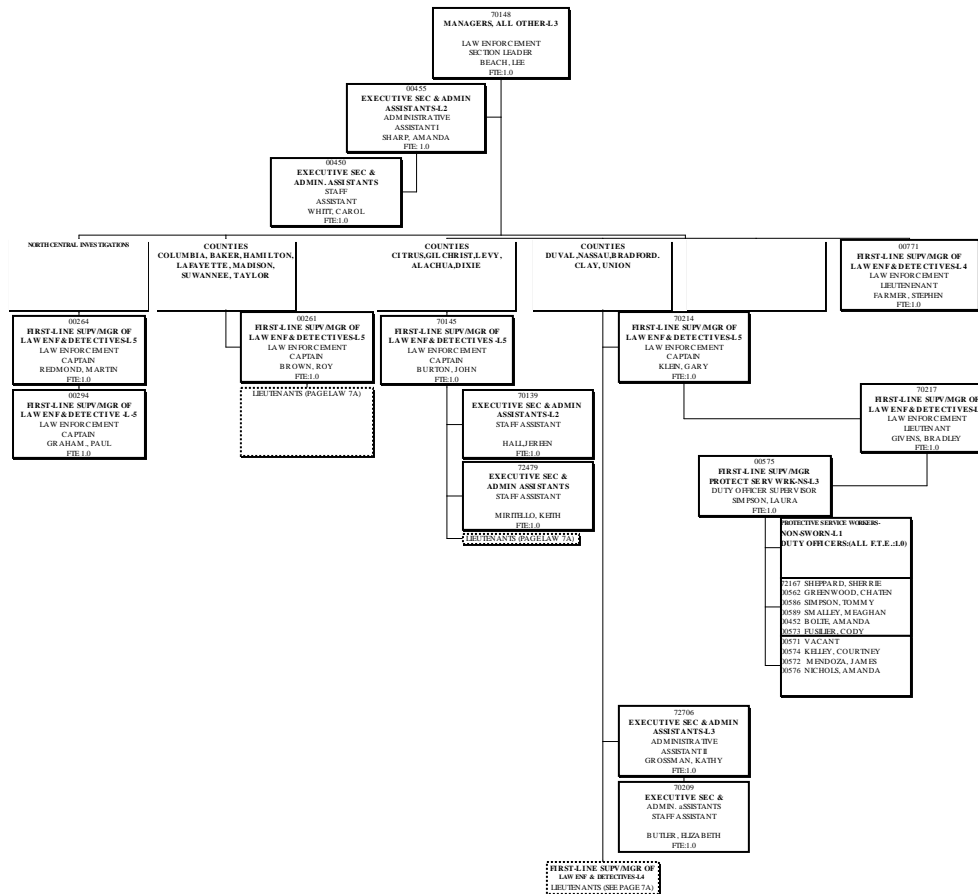 70148
MANAGERS, ALL OTHER-L3
LAW ENFORCEMENT
SECTION LEADER
BEACH, LEE
FTE:1.0
00455
EXECUTIVE SEC & ADMIN
ASSISTANTS-L2
ADMINISTRATIVE
ASSISTANT I
SHARP, AMANDA
FTE: 1.0
00450
EXECUTIVE SEC &
ADMIN. ASSISTANTS
STAFF
ASSISTANT
WHITT, CAROL
FTE:1.0
NORTH CENTRAL INVESTIGATIONS
COUNTIES
COLUMBIA, BAKER, HAMILTON,
LAFAYETTE, MADISON,
SUWANNEE, TAYLOR
COUNTIES
CITRUS,GILCHRIST,LEVY,
ALACHUA,DIXIE
COUNTIES
DUVAL,NASSAU,BRADFORD.
CLAY, UNION
00771
FIRST-LINE SUPV/MGR OF
LAW ENF & DETECTIVES-L4
LAW ENFORCEMENT
LIEUTENENANT
FARMER, STEPHEN
FTE:1.0
00264
FIRST-LINE SUPV/MGR OF
LAW ENF & DETECTIVES-L5
LAW ENFORCEMENT
CAPTAIN
REDMOND, MARTIN
FTE:1.0
00294
FIRST-LINE SUPV/MGR OF
LAW ENF & DETECTIVE -L -5
LAW ENFORCEMENT
CAPTAIN
GRAHAM , PAUL
FTE 1.0
00261
FIRST-LINE SUPV/MGR OF
LAW ENF & DETECTIVES-L5
LAW ENFORCEMENT
CAPTAIN
BROWN, ROY
FTE:1.0
LIEUTENANTS (PAGE LAW 7A)
70145
FIRST-LINE SUPV/MGR OF
LAW ENF & DETECTIVES -L5
LAW ENFORCEMENT
CAPTAIN
BURTON, JOHN
FTE:1.0
70139
EXECUTIVE SEC & ADMIN
ASSISTANTS-L2
STAFF ASSISTANT
HALL,JEREEN
FTE:1.0
72479
EXECUTIVE SEC &
ADMIN ASSISTANTS
STAFF ASSISTANT
MIRITELLO, KEITH
FTE:1.0
LIEUTENANTS (PAGE LAW 7A)
70214
FIRST-LINE SUPV/MGR OF
LAW ENF & DETECTIVES-L5
LAW ENFORCEMENT
CAPTAIN
KLEIN, GARY
FTE:1.0
70217
FIRST-LINE SUPV/MGR OF
LAW ENF & DETECTIVES-L
LAW ENFORCEMENT
LIEUTENANT
GIVENS, BRADLEY
FTE:1.0
00575
FIRST-LINE SUPV/MGR
PROTECT SERV WRK-NS-L3
DUTY OFFICER SUPERVISOR
SIMPSON, LAURA
FTE:1.0
PROTECTIVE SERVICE WORKERS-
NON-SWORN-L1
DUTY OFFICERS:(ALL F.T.E.:1.0)
72167 SHEPPARD, SHERRIE
00562 GREENWOOD, CHATEN
00586 SIMPSON, TOMMY
00589 SMALLEY, MEAGHAN
00452 BOLTE, AMANDA
00573 FUSILIER, CODY
00571 VACANT
00574 KELLEY, COURTNEY
00572 MENDOZA, JAMES
00576 NICHOLS, AMANDA
72706
EXECUTIVE SEC & ADMIN
ASSISTANTS-L3
ADMINISTRATIVE
ASSISTANT II
GROSSMAN, KATHY
FTE:1.0
70209
EXECUTIVE SEC &
ADMIN. aSSISTANTS
STAFF ASSISTANT
BUTLER, ELIZABETH
FTE:1.0
FIRST-LINE SUPV/MGR OF
LAW ENF & DETECTIVES-L4
LIEUTENANTS (SEE PAGE 7A)